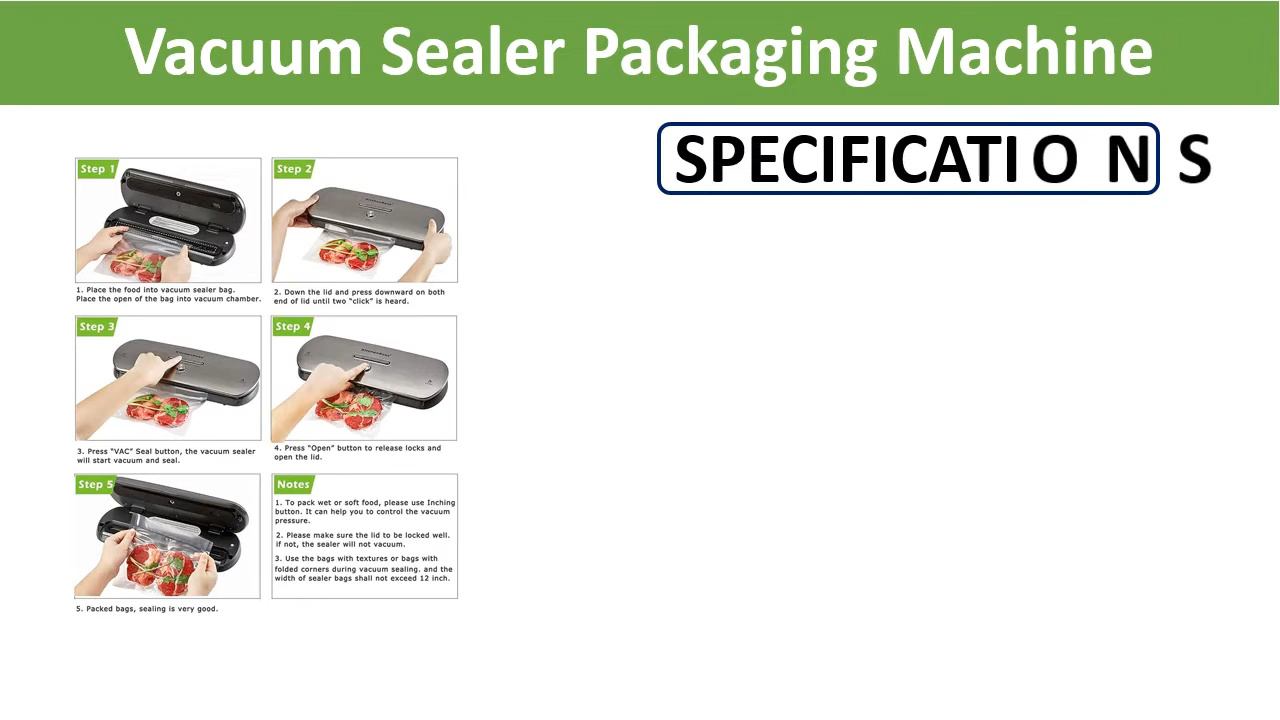 Vacuum Sealer Packaging Machine
SPECIFICATIONS
Step 1
1. Place the food into vacuum sealer bag.
Place the open of the bag into vacuum chamber.
Step 2
2. Down the lid and press downward on both
end of lid until two "click" is heard.
Step 3
3. Press "VAC" Seal button, the vacuum sealer
will start vacuum and seal.
Step 4
4. Press "Open" button to release locks and
open the lid.
Step 5
5. Packed bags, sealing is very good.
Notes
1. To pack wet or soft food, please use Inching
button. It can help you to control the vacuum
pressure.
2. Please make sure the lid to be locked well.
if not, the sealer will not vacuum.
3. Use the bags with textures or bags with
folded corners during vacuum sealing. and the
width of sealer bags shall not exceed 12 inch.